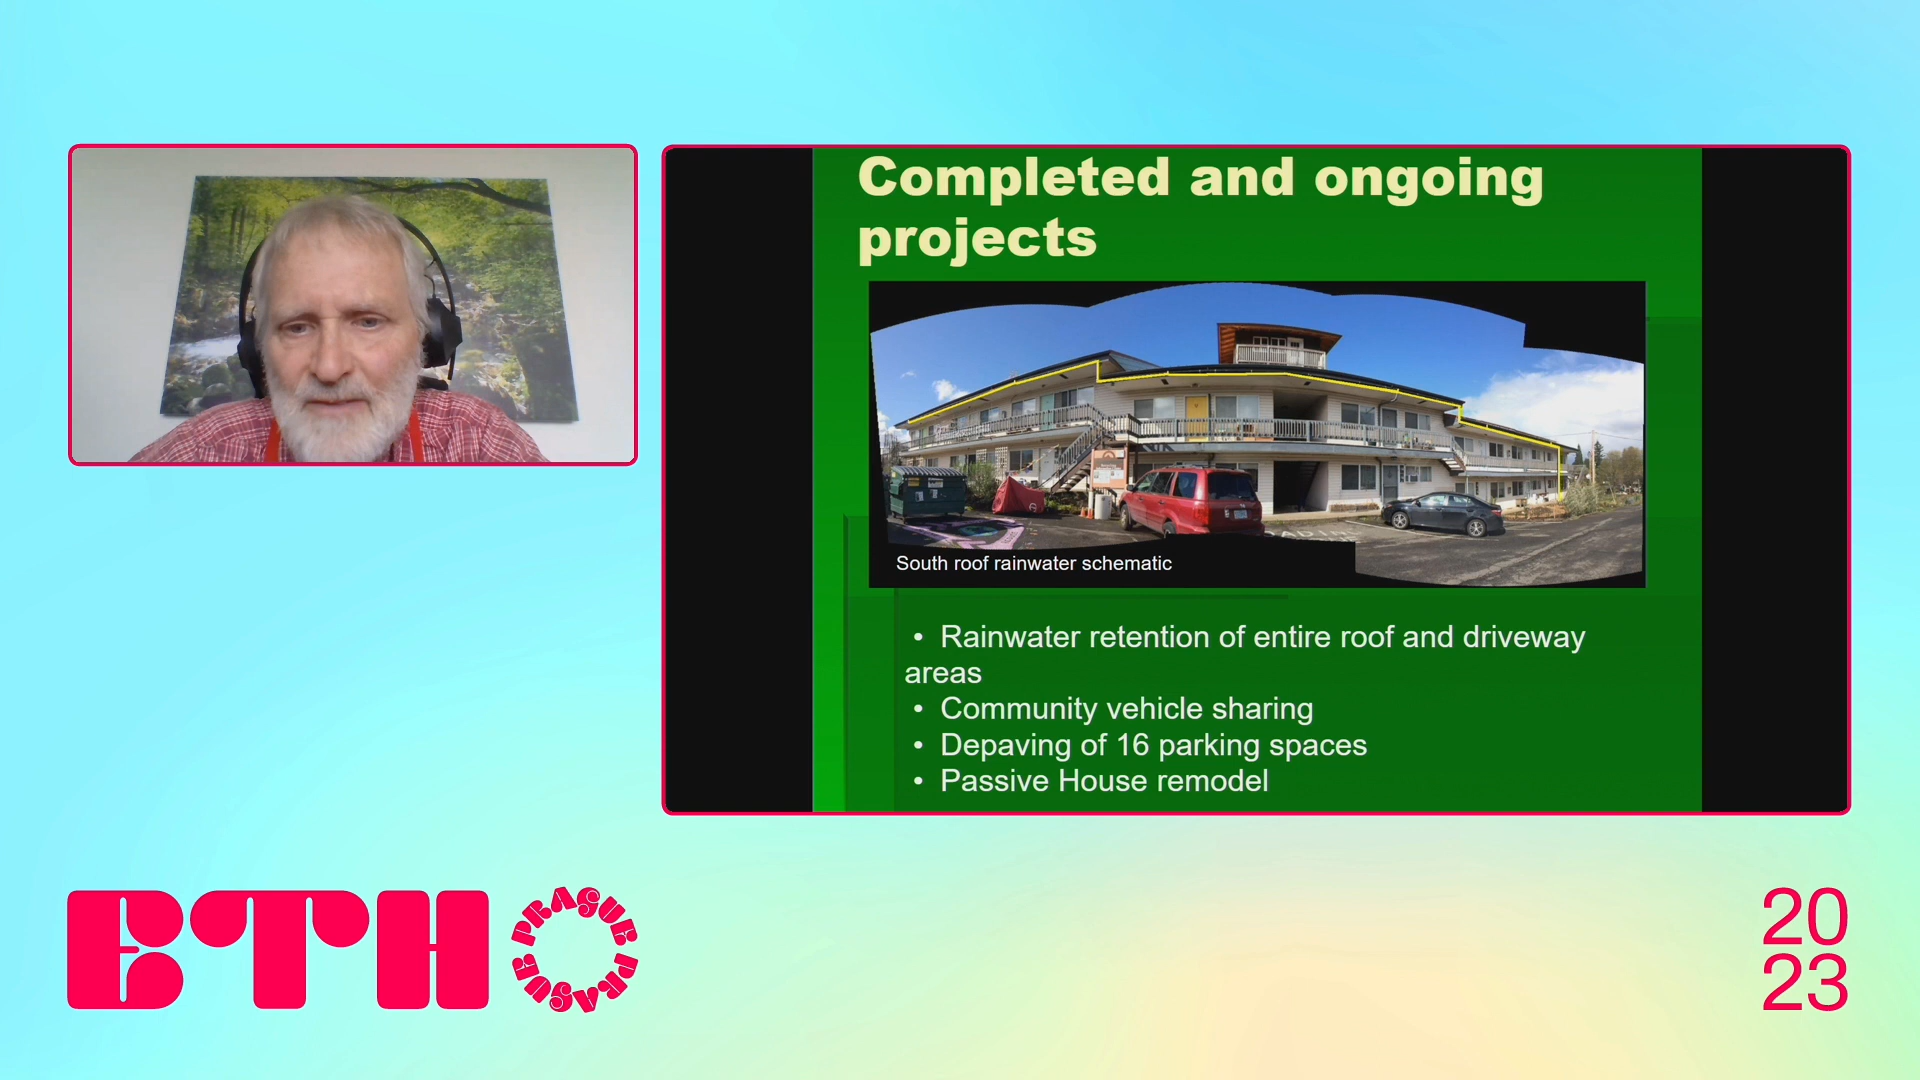 Completed and ongoing
projects
South roof rainwater schematic
• Rainwater retention of entire roof and driveway
areas
• Community vehicle sharing
• Depaving of 16 parking spaces
• Passive House remodel
ETH
PRAGUE PRAGUE
20
23